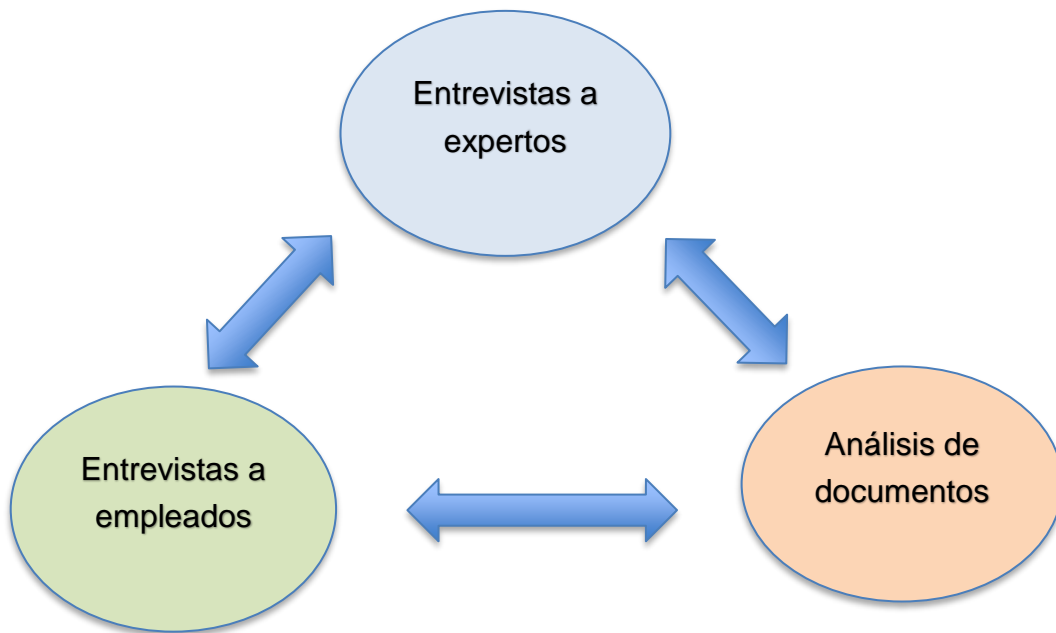 Entrevistas a
expertos
Entrevistas a
empleados
Análisis de
documentos